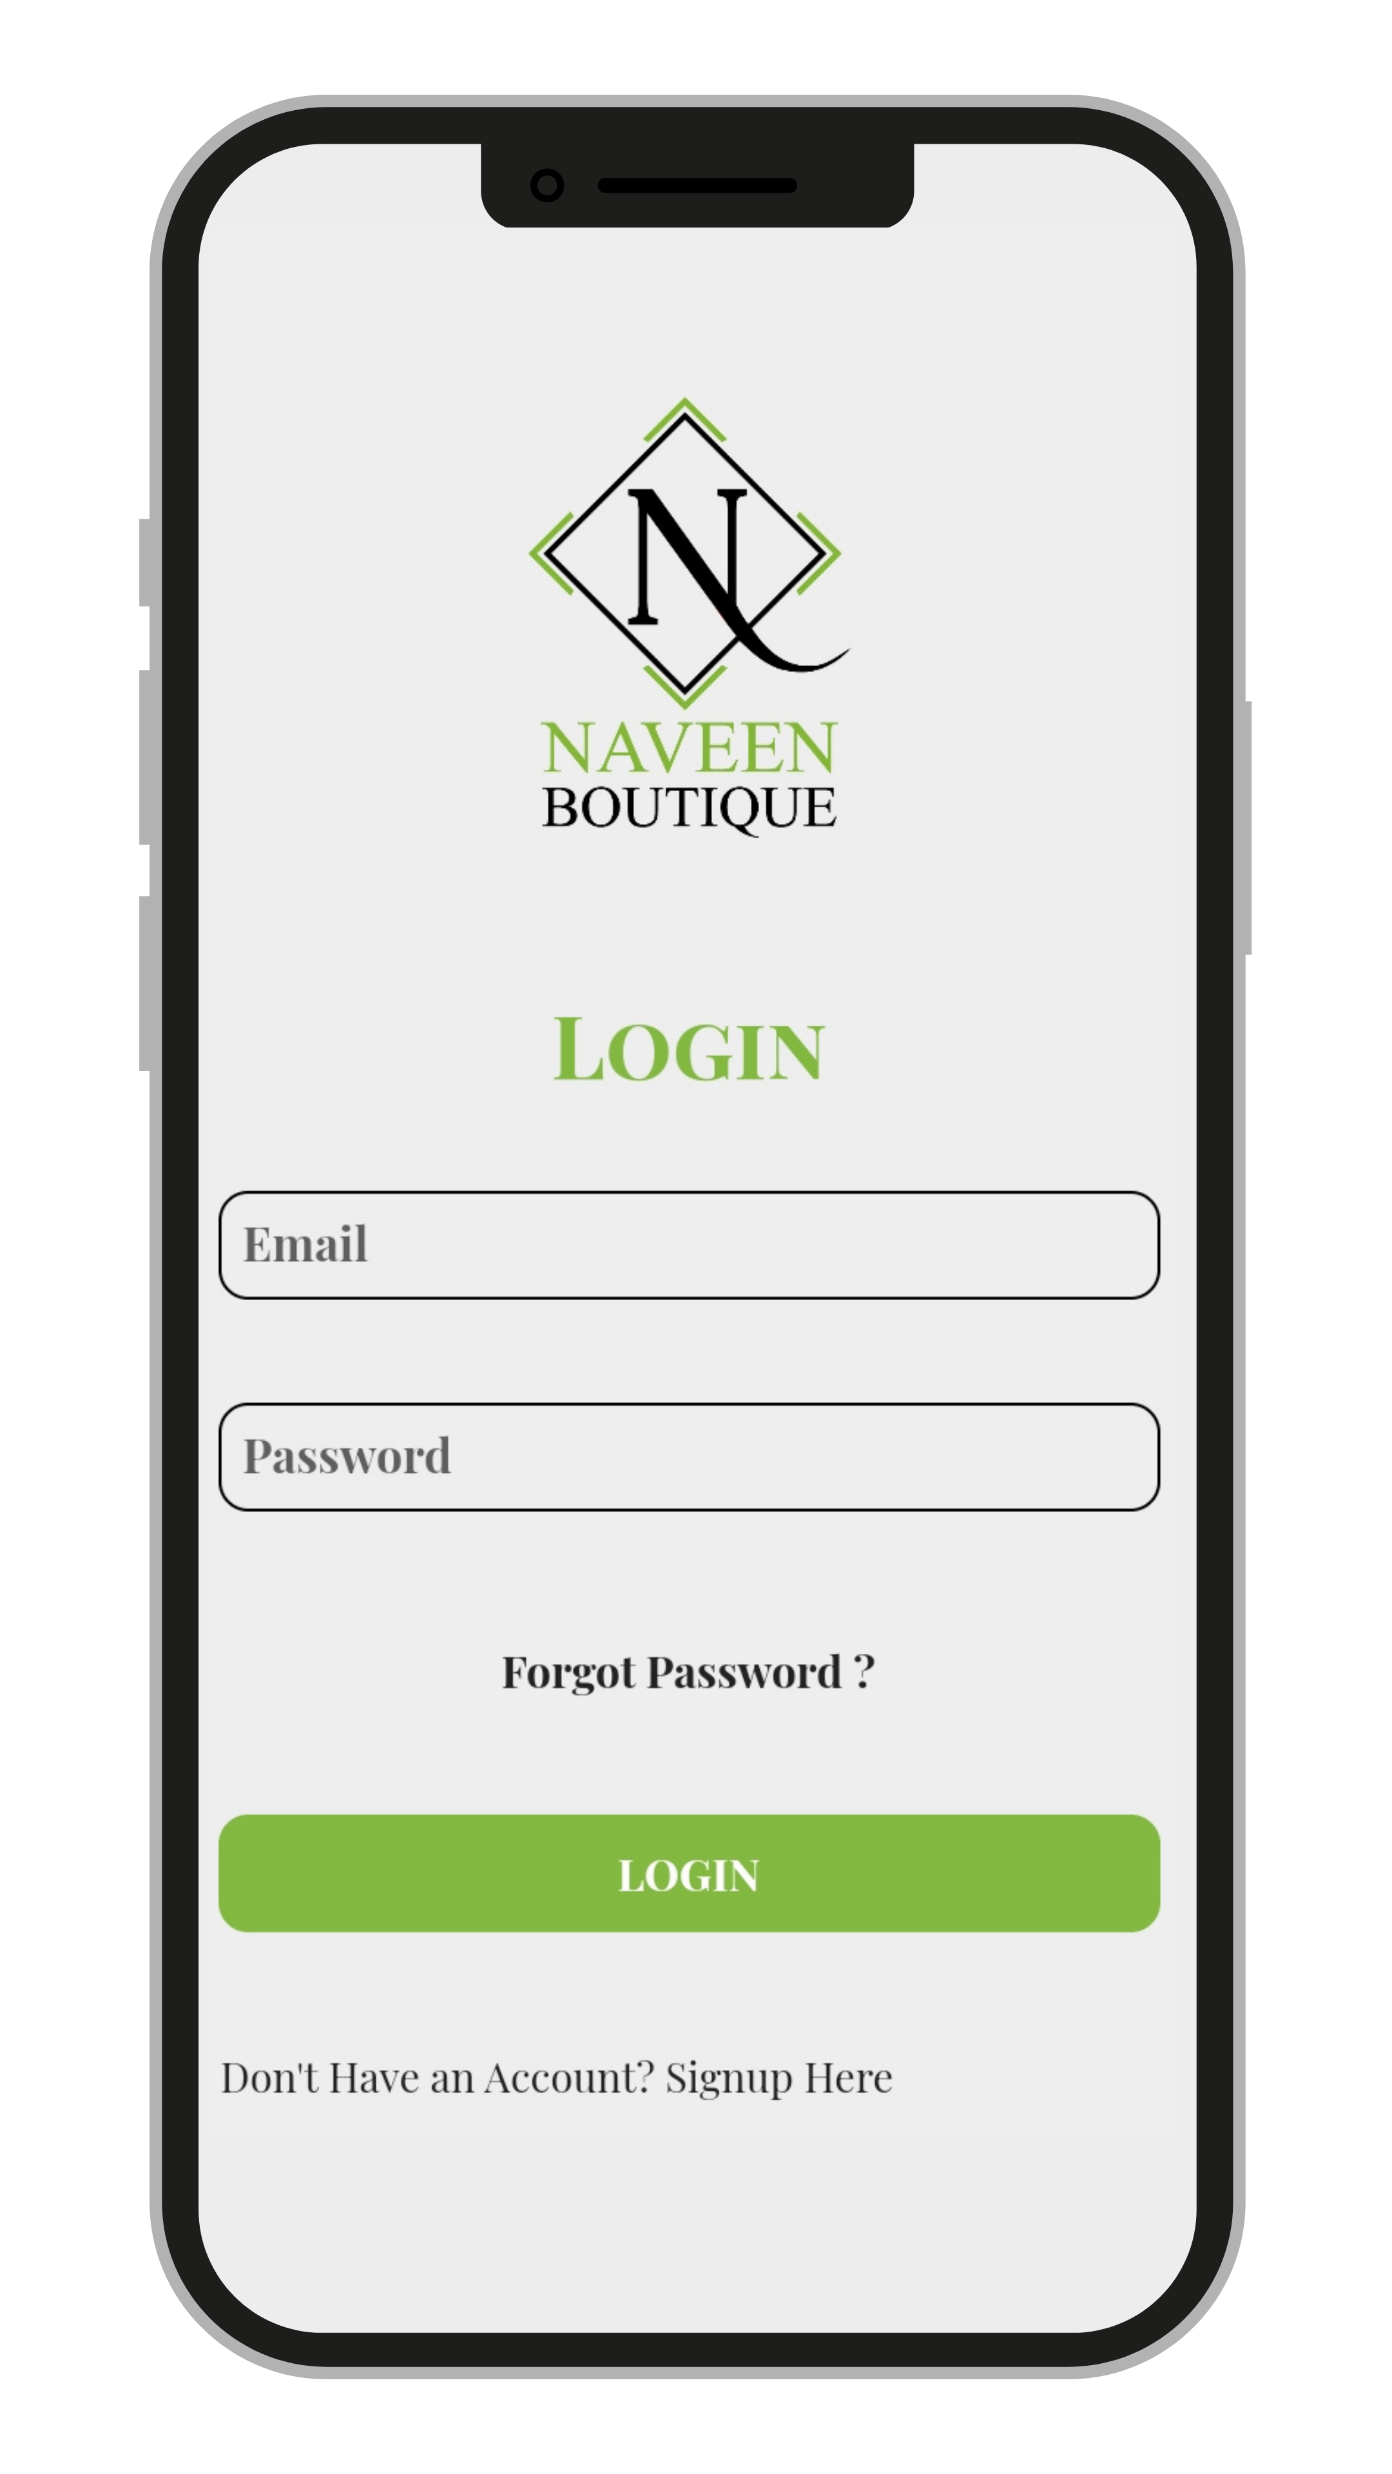 N
NAVEEN
BOUTIQUE
LOGIN
Email
Password
Forgot Password ?
LOGIN
Don't Have an Account? Signup Here